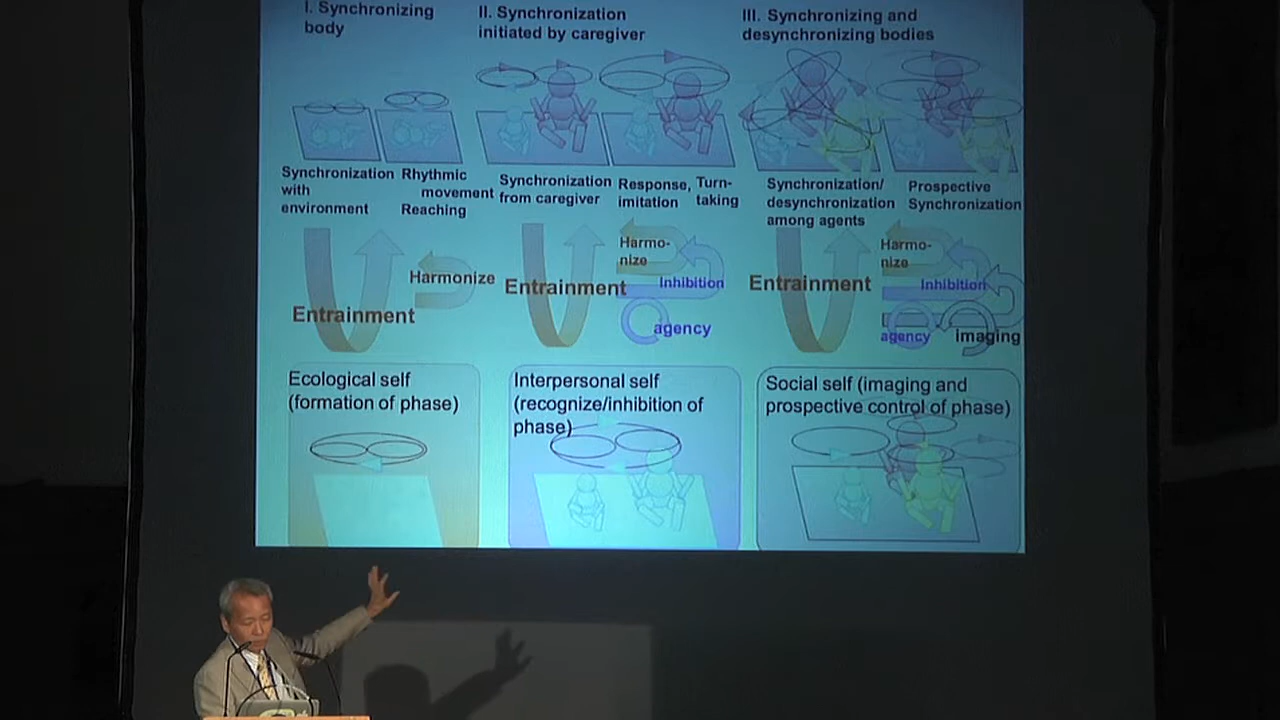 I. Synchronizing
body
II. Synchronization
initiated by caregiver
III. Synchronizing and
desynchronizing bodies
Synchronization
with
environment
Rhythmic
movement
Reaching
Synchronization
from caregiver
Response,
imitation
Turn-
taking
Synchronization/
desynchronization
among agents
Prospective
Synchronization
Entrainment
Harmonize
Entrainment
Harmo-
nize
Inhibition
agency
Entrainment
Harmo-
nize
Inhibition
agency
imaging
Ecological self
(formation of phase)
Interpersonal self
(recognize/inhibition of
phase)
Social self (imaging and
prospective control of phase)